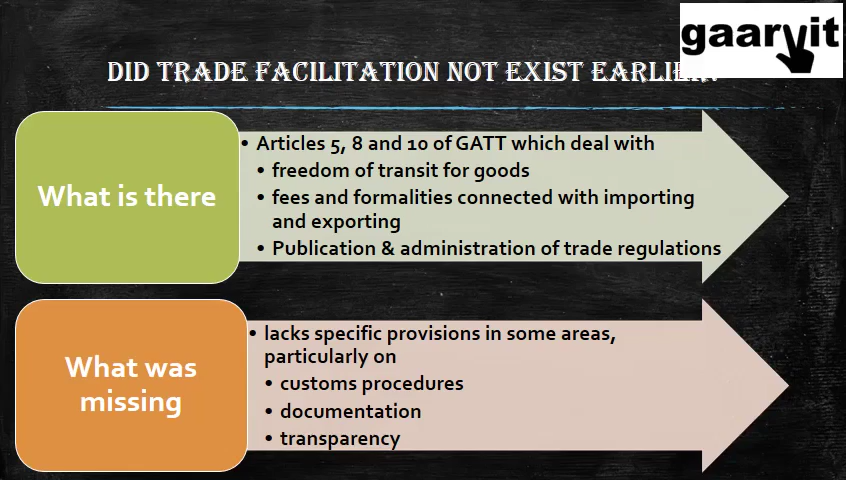 gaarvit
DID TRADE FACILITATION NOT EXIST EARLIER?
What is there
• Articles 5, 8 and 10 of GATT which deal with
• freedom of transit for goods
• fees and formalities connected with importing
and exporting
• Publication & administration of trade regulations
What was
missing
• lacks specific provisions in some areas,
particularly on
• customs procedures
• documentation
• transparency